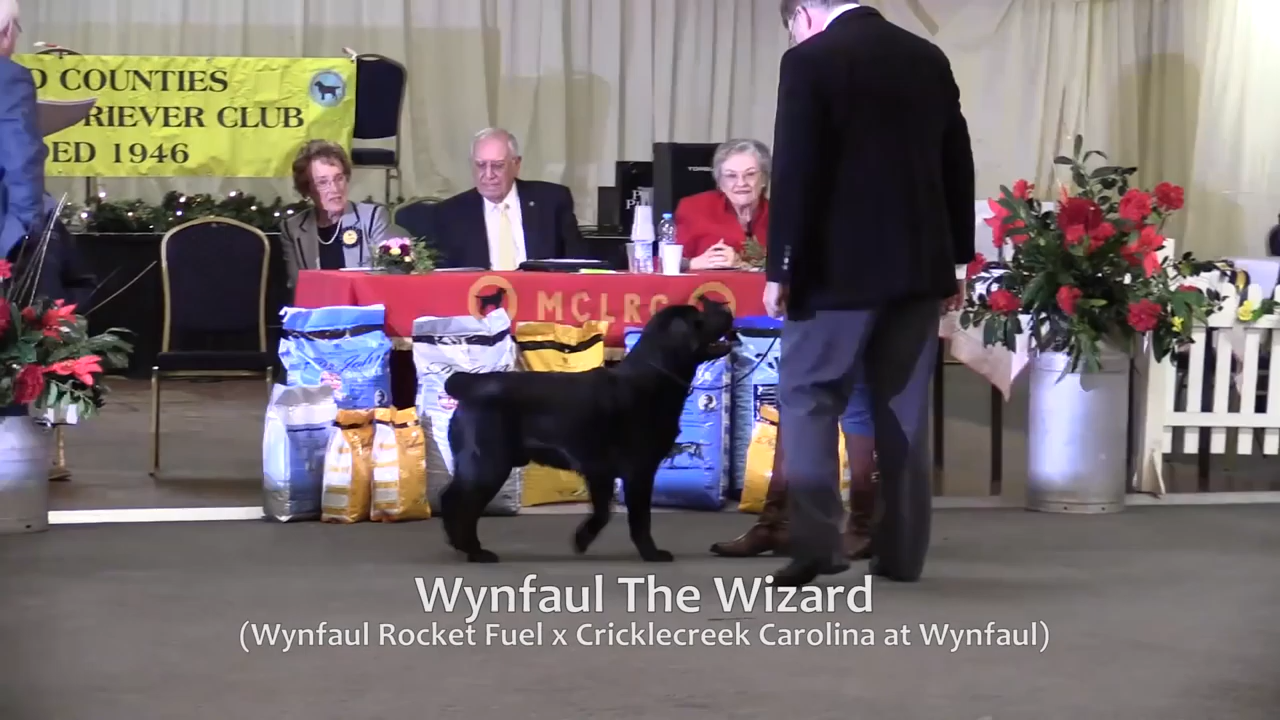 D COUNTIES
RIEVER CLUB
DED 1946
MCLRC
Wynfaul The Wizard
(Wynfaul Rocket Fuel x Cricklecreek Carolina at Wynfaul)